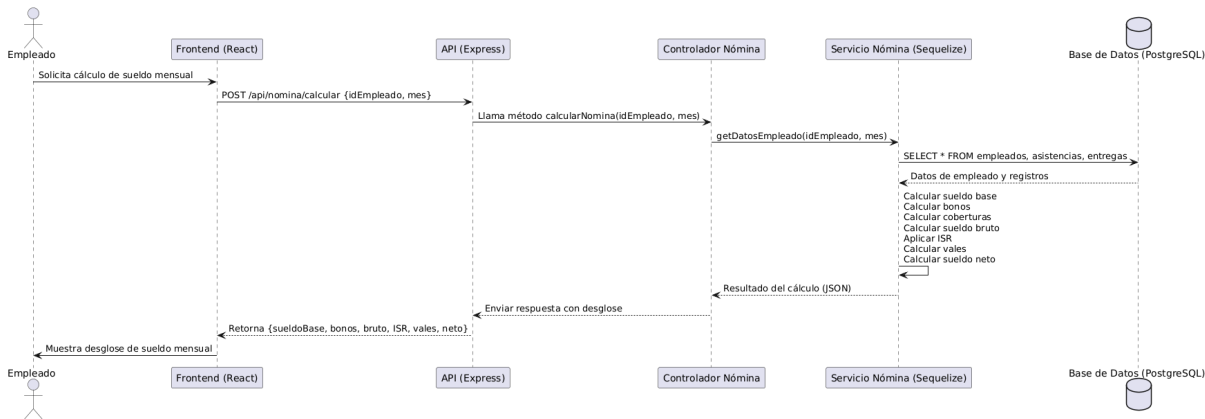 Empleado
Frontend (React)
API (Express)
Controlador Nómina
Servicio Nómina (Sequelize)
Base de Datos (PostgreSQL)
Solicita cálculo de sueldo mensual
POST /api/nomina/calcular {idEmpleado, mes}
Llama método calcularNomina(idEmpleado, mes)
getDatosEmpleado(idEmpleado, mes)
SELECT * FROM empleados, asistencias, entregas
Datos de empleado y registros
Calcular sueldo base
Calcular bonos
Calcular coberturas
Calcular sueldo bruto
Aplicar ISR
Calcular vales
Calcular sueldo neto
Resultado del cálculo (JSON)
Enviar respuesta con desglose
Retorna {sueldoBase, bonos, bruto, ISR, vales, neto}
Muestra desglose de sueldo mensual
Empleado
Frontend (React)
API (Express)
Controlador Nómina
Servicio Nómina (Sequelize)
Base de Datos (PostgreSQL)